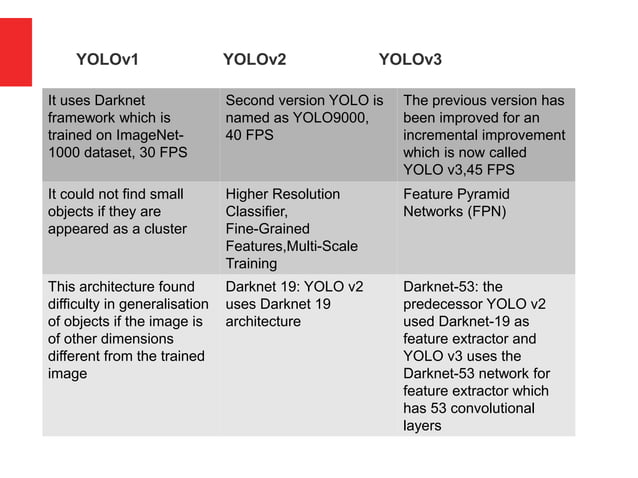 YOLOv1 YOLOv2 YOLOv3
It uses Darknet
framework which is
trained on ImageNet-
1000 dataset, 30 FPS
Second version YOLO is
named as YOLO9000,
40 FPS
The previous version has
been improved for an
incremental improvement
which is now called
YOLO v3,45 FPS
It could not find small
objects if they are
appeared as a cluster
Higher Resolution
Classifier,
Fine-Grained
Features,Multi-Scale
Training
Feature Pyramid
Networks (FPN)
This architecture found
difficulty in generalisation
of objects if the image is
of other dimensions
different from the trained
image
Darknet 19: YOLO v2
uses Darknet 19
architecture
Darknet-53: the
predecessor YOLO v2
used Darknet-19 as
feature extractor and
YOLO v3 uses the
Darknet-53 network for
feature extractor which
has 53 convolutional
layers